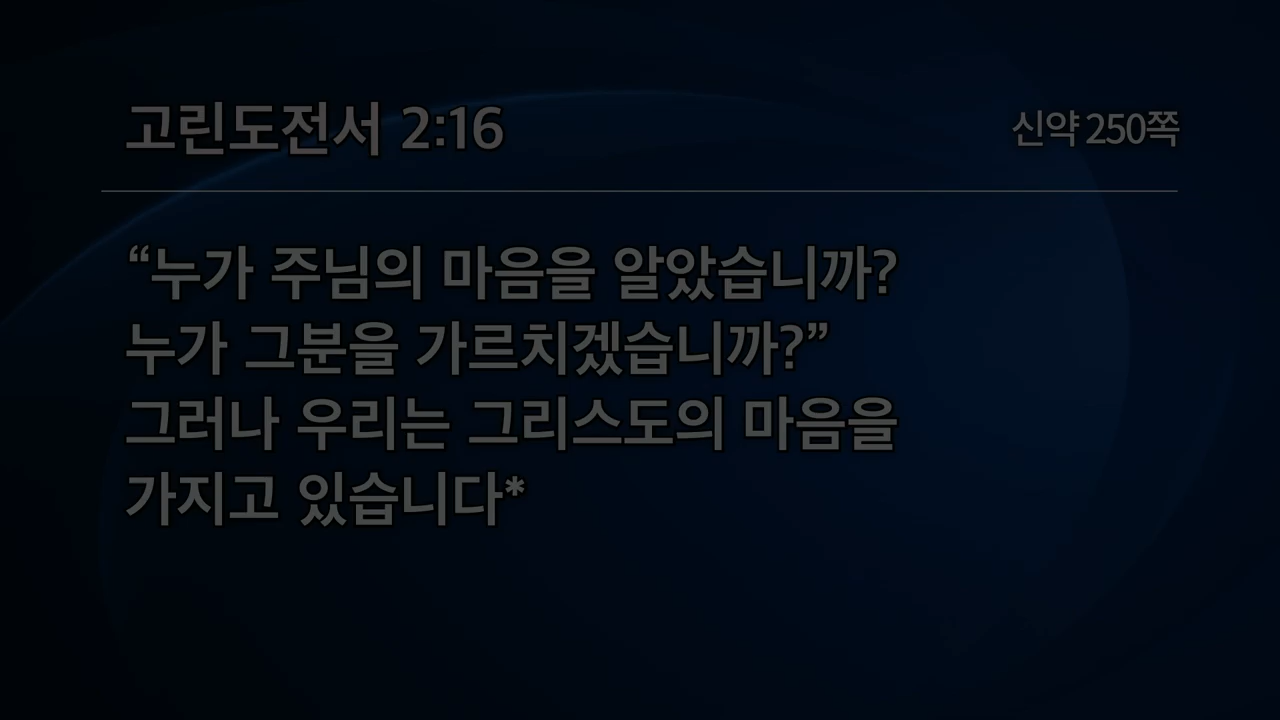 고린도전서 2:16
신약 250쪽
“누가 주님의 마음을 알았습니까?
누가 그분을 가르치겠습니까?”
그러나 우리는 그리스도의 마음을
가지고 있습니다*